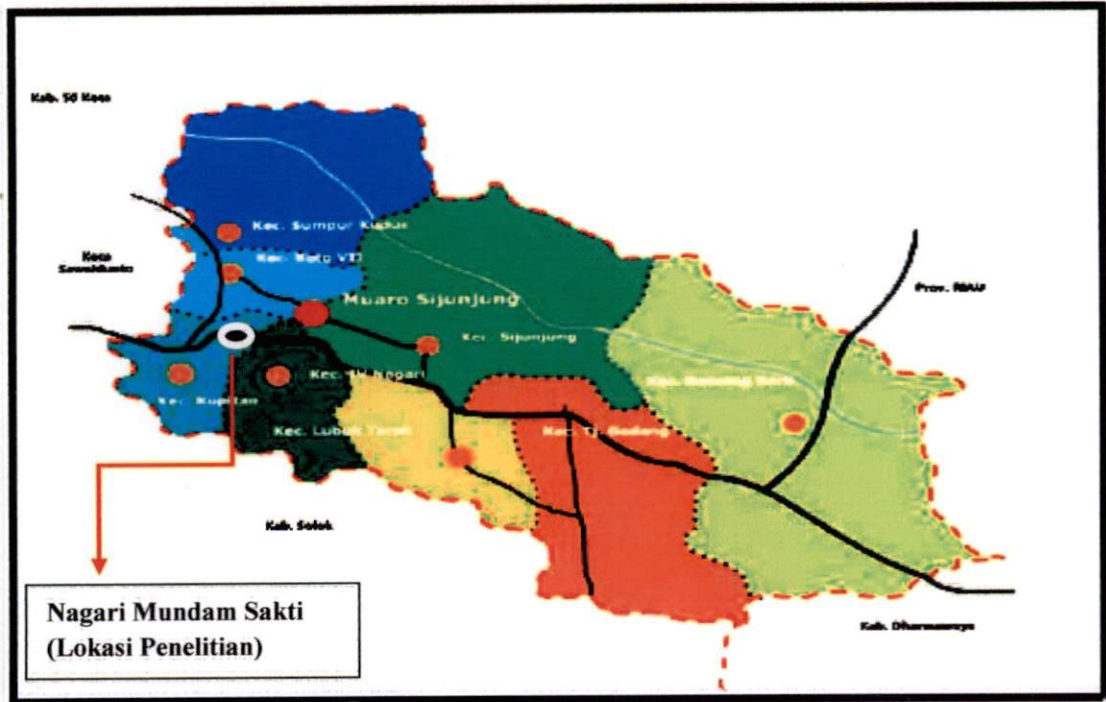 Kab. 50 Koto
Kec. Sumpur Kudus
Kec. Koto VII
Kota
Sawahlunto
Muaro Sijunjung
Prov. RIAU
Kec. Sijunjung
Kec. IV Nagari
Kec. Kupitan
Kec. Lubuk Tarok
Kec. Tj. Gadang
Kab. Solok
Nagari Mundam Sakti
(Lokasi Penelitian)
Kab. Dharmasraya